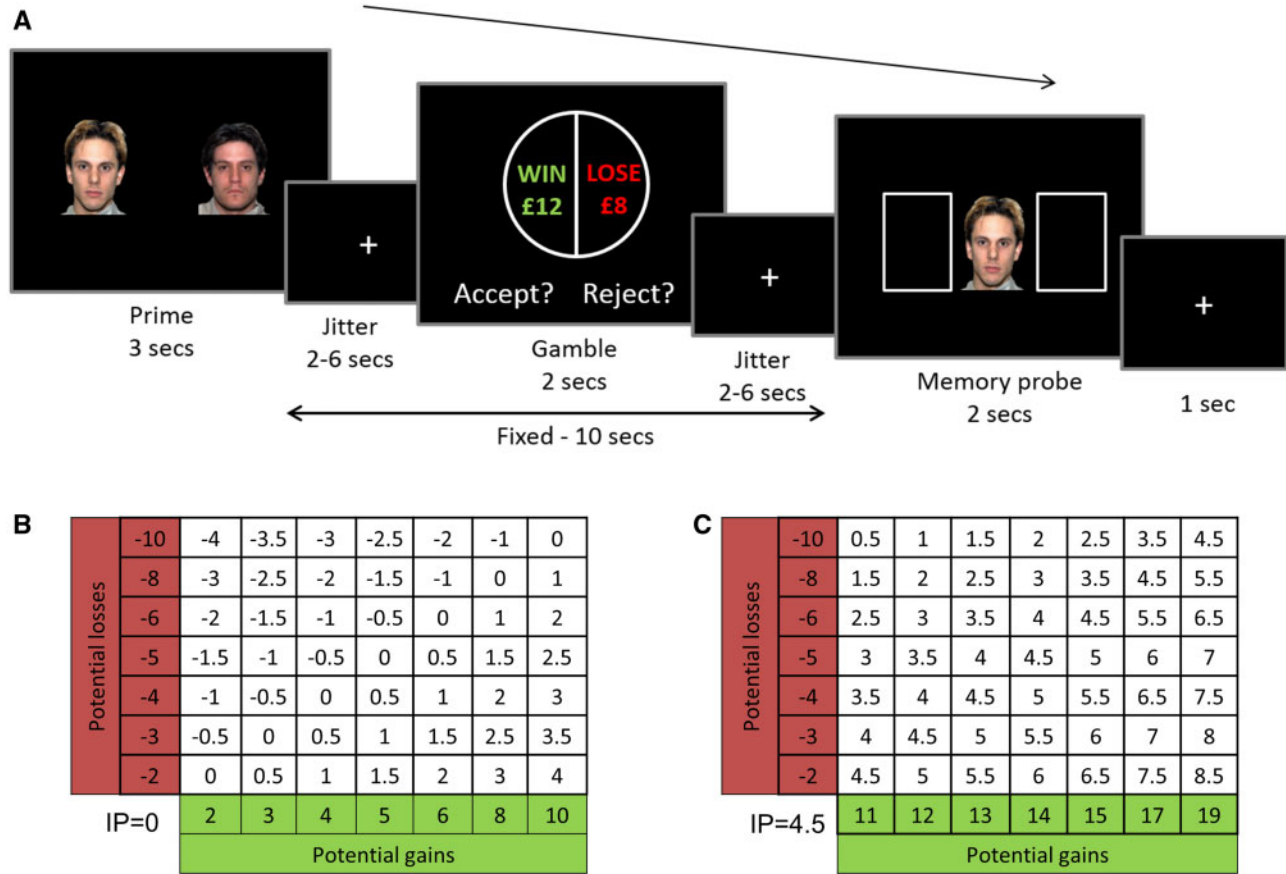 A
WIN LOSE
£12 £8
Accept? Reject?
+
+
+
Prime
3 secs
Jitter
2-6 secs
Gamble
2 secs
Jitter
2-6 secs
Memory probe
2 secs
1 sec
Fixed - 10 secs
B
Potential losses
-10 -4 -3.5 -3 -2.5 -2 -1 0
-8 -3 -2.5 -2 -1.5 -1 0 1
-6 -2 -1.5 -1 -0.5 0 1 2
-5 -1.5 -1 -0.5 0 0.5 1.5 2.5
-4 -1 -0.5 0 0.5 1 2 3
-3 -0.5 0 0.5 1 1.5 2.5 3.5
-2 0 0.5 1 1.5 2 3 4
IP=0 2 3 4 5 6 8 10
Potential gains
C
Potential losses
-10 0.5 1 1.5 2 2.5 3.5 4.5
-8 1.5 2 2.5 3 3.5 4.5 5.5
-6 2.5 3 3.5 4 4.5 5.5 6.5
-5 3 3.5 4 4.5 5 6 7
-4 3.5 4 4.5 5 5.5 6.5 7.5
-3 4 4.5 5 5.5 6 7 8
-2 4.5 5 5.5 6 6.5 7.5 8.5
IP=4.5 11 12 13 14 15 17 19
Potential gains